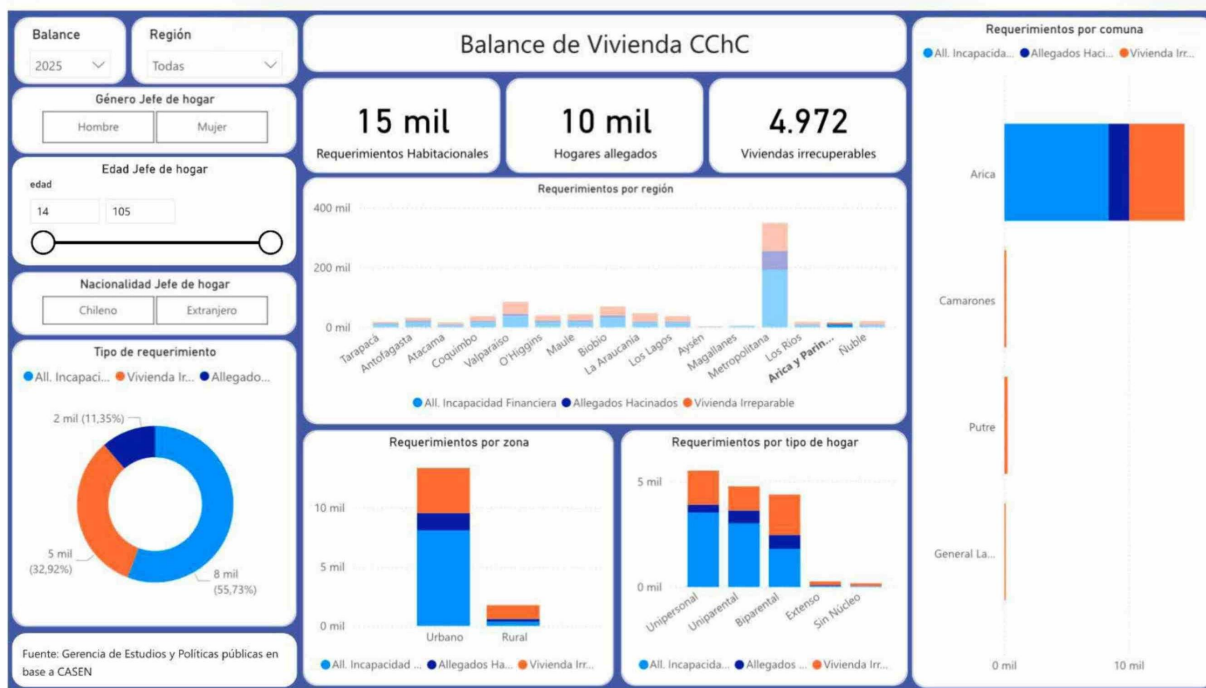 Balance
2025
Región
Todas
Género Jefe de hogar
Hombre
Mujer
Edad Jefe de hogar
edad
14
105
Nacionalidad Jefe de hogar
Chileno
Extranjero
Tipo de requerimiento
All. Incapaci...
Vivienda Ir...
Allegado...
2 mil (11,35%)
5 mil
(32,92%)
8 mil
(55,73%)
Fuente: Gerencia de Estudios y Políticas públicas en
base a CASEN
Balance de Vivienda CChC
15 mil
Requerimientos Habitacionales
10 mil
Hogares allegados
4.972
Viviendas irrecuperables
Requerimientos por región
400 mil
200 mil
0 mil
Tarapacá
Antofagasta
Atacama
Coquimbo
Valparaíso
O'Higgins
Maule
Biobío
La Araucanía
Los Lagos
Aysén
Magallanes
Metropolitana
Los Ríos
Arica y Parin...
Ñuble
All. Incapacidad Financiera
Allegados Hacinados
Vivienda Irreparable
Requerimientos por zona
10 mil
5 mil
0 mil
Urbano
Rural
All. Incapacidad ...
Allegados Ha...
Vivienda Irr...
Requerimientos por tipo de hogar
5 mil
0 mil
Unipersonal
Uniparental
Biparental
Extenso
Sin Núcleo
All. Incapacida...
Allegados ...
Vivienda Irr...
Requerimientos por comuna
All. Incapacida...
Allegados Haci...
Vivienda Ir...
Arica
Camarones
Putre
General La...
0 mil
10 mil